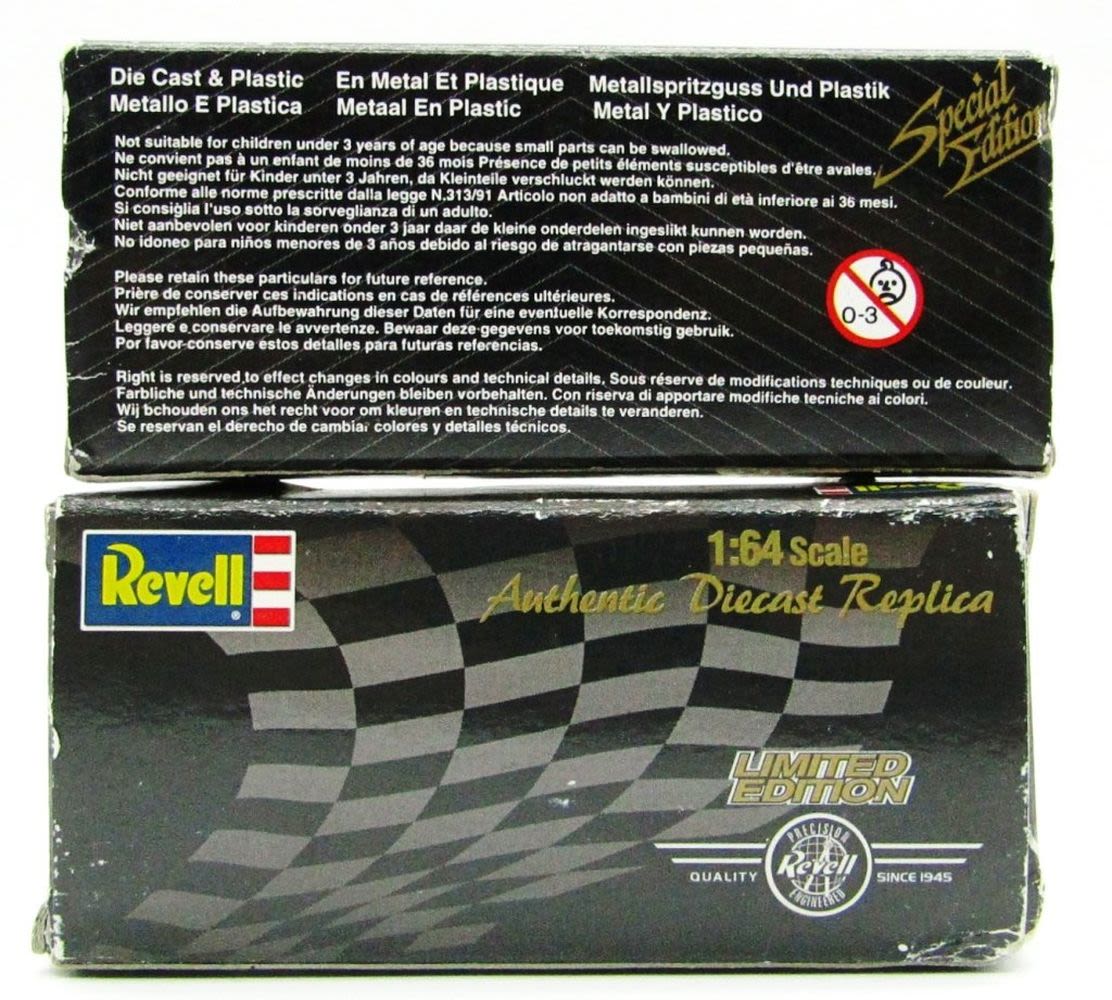 Die Cast & Plastic En Metal Et Plastique Metallspritzguss Und Plastik
Metallo E Plastica Metaal En Plastic Metal Y Plastico
Special
Edition
Not suitable for children under 3 years of age because small parts can be swallowed.
Ne convient pas à un enfant de moins de 36 mois Présence de petits éléments susceptibles d'être avales.
Nicht geeignet für Kinder unter 3 Jahren, da Kleinteile verschluckt werden können.
Conforme alle norme prescritte dalla legge N.313/91 Articolo non adatto a bambini di età inferiore ai 36 mesi.
Si consiglia l'uso sotto la sorveglianza di un adulto.
Niet aanbevolen voor kinderen onder 3 jaar daar de kleine onderdelen ingeslikt kunnen worden.
No idoneo para niños menores de 3 años debido al riesgo de atragantarse con piezas pequeñas.
0-3
Please retain these particulars for future reference.
Prière de conserver ces indications en cas de références ultérieures.
Wir empfehlen die Aufbewahrung dieser Daten für eine eventuelle Korrespondenz.
Leggere e conservare le avvertenze. Bewaar deze gegevens voor toekomstig gebruik.
Por favor conserve estos detalles para futuras referencias.
Right is reserved to effect changes in colours and technical details. Sous réserve de modifications techniques ou de couleur.
Farbliche und technische Änderungen bleiben vorbehalten. Con riserva di apportare modifiche tecniche ai colori.
Wij bchouden ons het recht voor om kleuren en technische details te veranderen.
Se reservan el derecho de cambiar colores y detalles técnicos.
Revell
Revell ®
1:64 Scale
Authentic Diecast Replica
LIMITED
EDITION
PRECISION
QUALITY Revell SINCE 1945
ENGINEERED